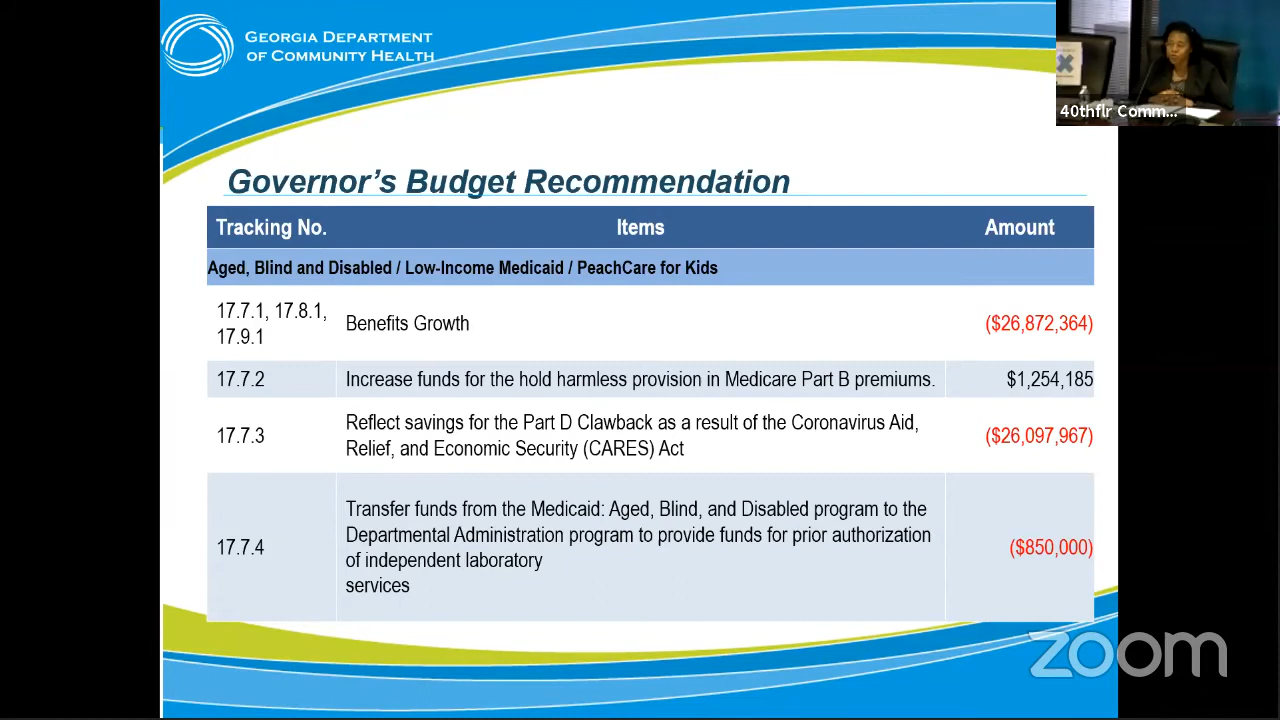 GEORGIA DEPARTMENT
OF COMMUNITY HEALTH
40thflr Comm...
Governor's Budget Recommendation
Tracking No. Items Amount
Aged, Blind and Disabled / Low-Income Medicaid / PeachCare for Kids
17.7.1, 17.8.1,
17.9.1
Benefits Growth
($26,872,364)
17.7.2 Increase funds for the hold harmless provision in Medicare Part B premiums. $1,254,185
17.7.3
Reflect savings for the Part D Clawback as a result of the Coronavirus Aid,
Relief, and Economic Security (CARES) Act
($26,097,967)
17.7.4
Transfer funds from the Medicaid: Aged, Blind, and Disabled program to the
Departmental Administration program to provide funds for prior authorization
of independent laboratory
services
($850,000)
zoom